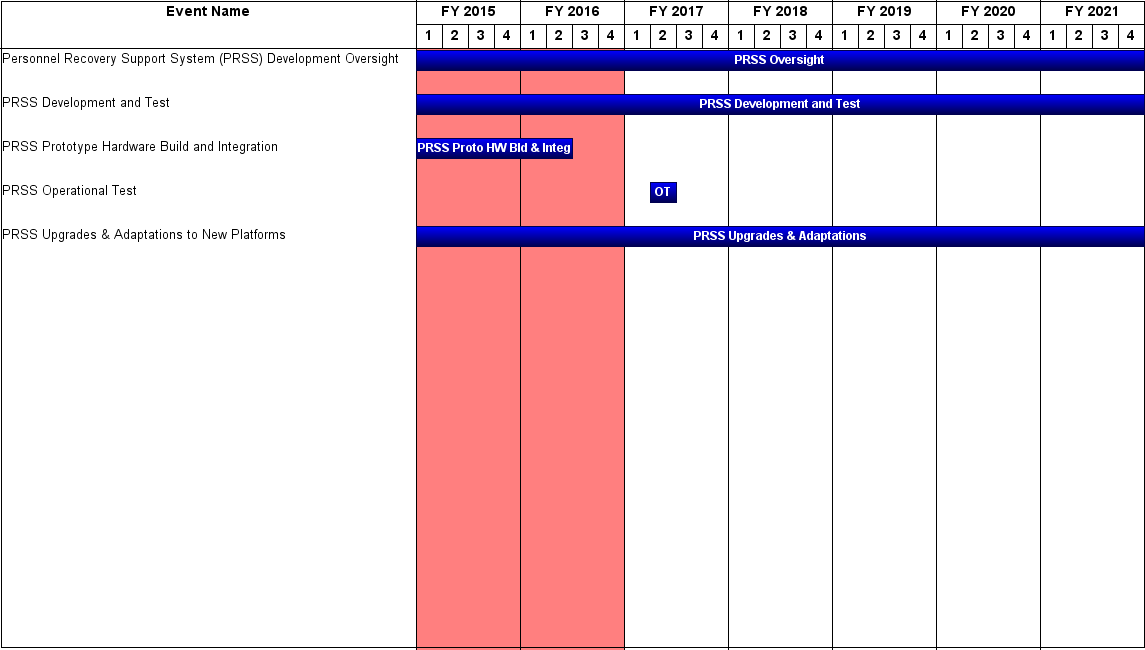 Event Name FY 2015 FY 2016 FY 2017 FY 2018 FY 2019 FY 2020 FY 2021
1 2 3 4 1 2 3 4 1 2 3 4 1 2 3 4 1 2 3 4 1 2 3 4 1 2 3 4
Personnel Recovery Support System (PRSS) Development Oversight PRSS Oversight
PRSS Development and Test PRSS Development and Test
PRSS Prototype Hardware Build and Integration PRSS Proto HW Bld & Integ
PRSS Operational Test OT
PRSS Upgrades & Adaptations to New Platforms PRSS Upgrades & Adaptations